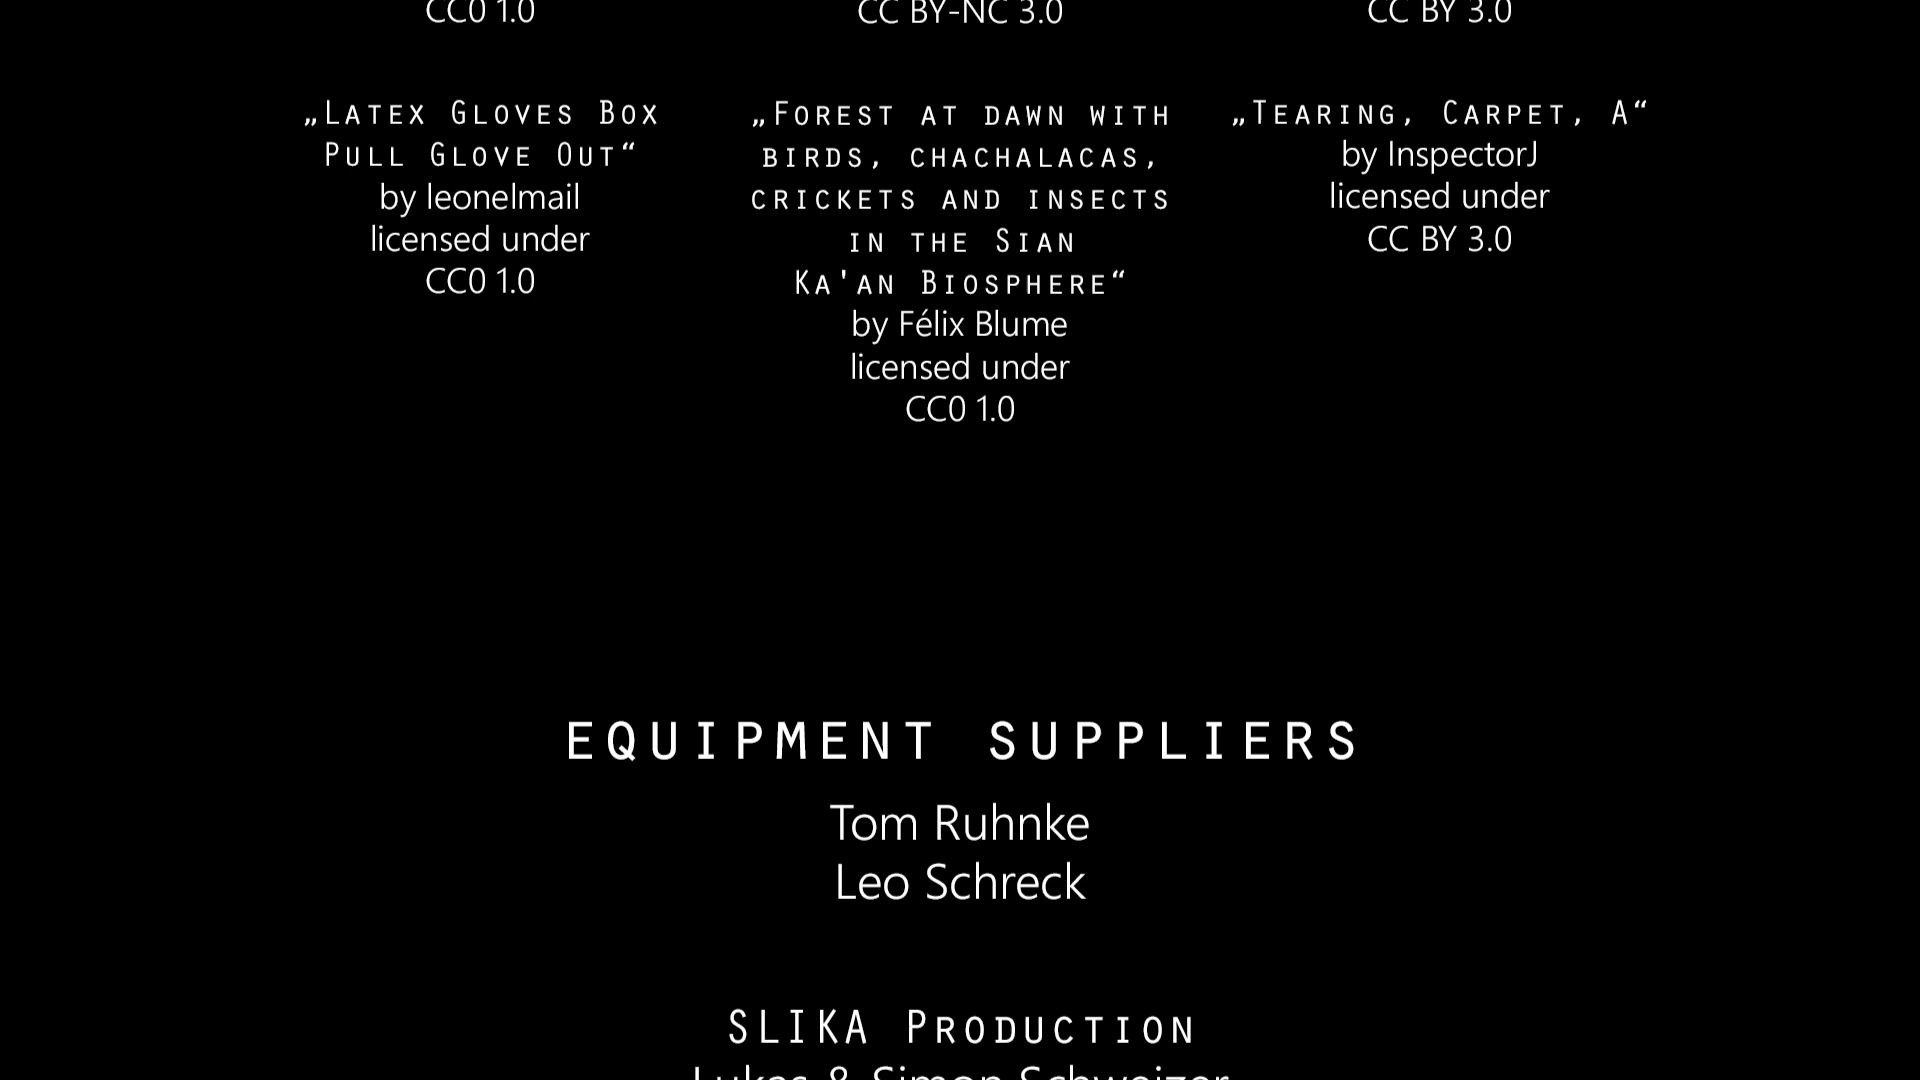 CC0 1.0
CC BY-NC 3.0
CC BY 3.0
„Latex Gloves Box
Pull Glove Out“
by leonelmail
licensed under
CC0 1.0
„Forest at dawn with
birds, chachalacas,
crickets and insects
in the Sian
Ka'an Biosphere“
by Félix Blume
licensed under
CC0 1.0
„Tearing, Carpet, A“
by InspectorJ
licensed under
CC BY 3.0
EQUIPMENT SUPPLIERS
Tom Ruhnke
Leo Schreck
SLIKA Production
Lukas & Simon Schweizer